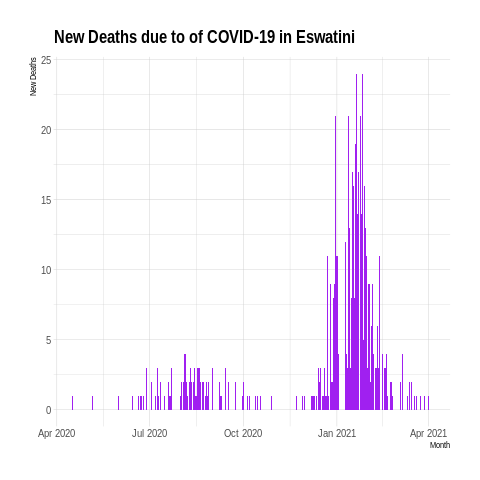 New Deaths due to of COVID-19 in Eswatini
New Deaths
25
20
15
10
5
0
Apr 2020
Jul 2020
Oct 2020
Jan 2021
Apr 2021
Month